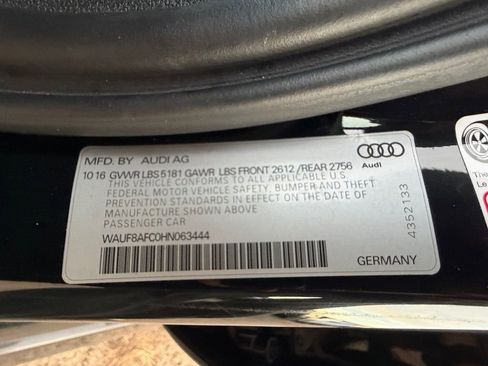 MFD. BY AUDI AG
Audi
10 16 GVWR LBS 5181 GAWR LBS FRONT 2612 /REAR 2756
THIS VEHICLE CONFORMS TO ALL APPLICABLE U.S.
FEDERAL MOTOR VEHICLE SAFETY, BUMPER AND THEFT
PREVENTION STANDARDS IN EFFECT ON THE DATE OF
MANUFACTURE SHOWN ABOVE
PASSENGER CAR
WAUF8AFC0HN063444
GERMANY
4352133